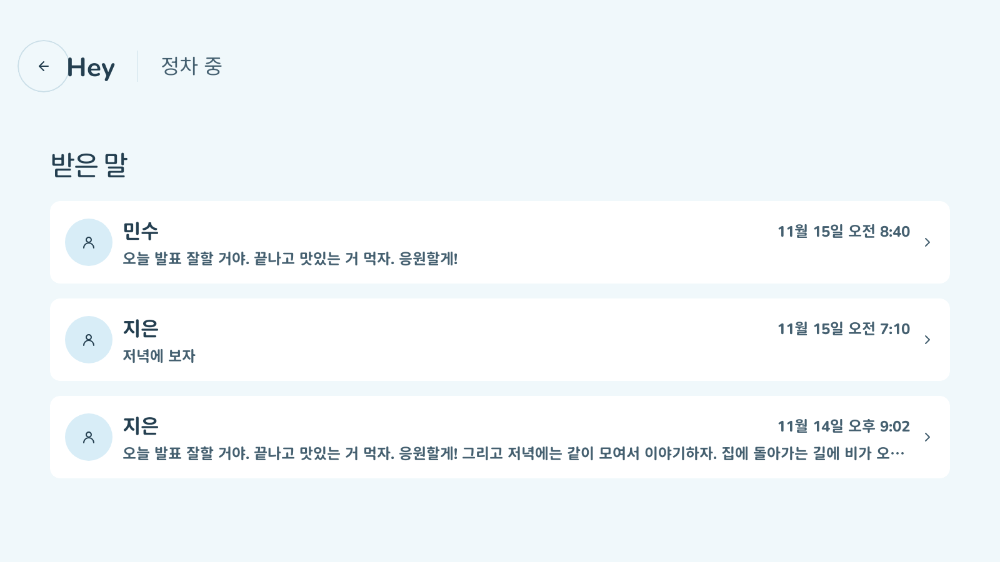 Hey
정차 중
받은 말
민수
11월 15일 오전 8:40
오늘 발표 잘할 거야. 끝나고 맛있는 거 먹자. 응원할게!
지은
11월 15일 오전 7:10
저녁에 보자
지은
11월 14일 오후 9:02
오늘 발표 잘할 거야. 끝나고 맛있는 거 먹자. 응원할게! 그리고 저녁에는 같이 모여서 이야기하자. 집에 돌아가는 길에 비가 오…